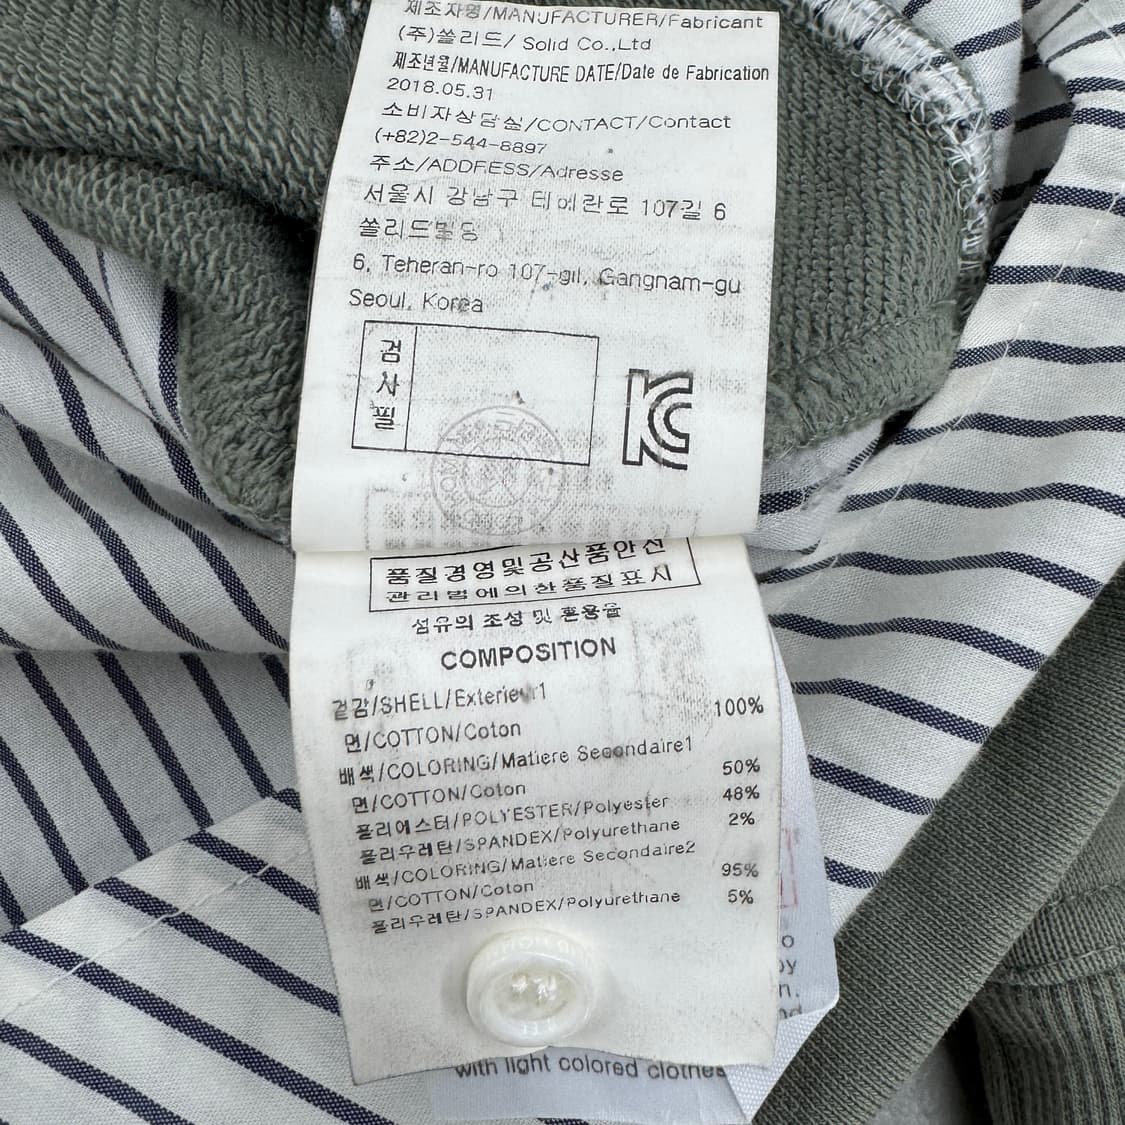 제조자명/MANUFACTURER/Fabricant
(주)쏠리드/ Solid Co.,Ltd
제조년월/MANUFACTURE DATE/Date de Fabrication
2018.05.31
소비자상담실/CONTACT/Contact
(+82)2-544-8897
주소/ADDRESS/Adresse
서울시 강남구 테헤란로 107길 6
쏠리드빌딩
6, Teheran-ro 107-gil, Gangnam-gu
Seoul, Korea
검
사
필
KC
품질경영및공산품안전
관리법에의한품질표시
섬유의 조성 및 혼용율
COMPOSITION
겉감/SHELL/Exterieur1
면/COTTON/Coton 100%
배색/COLORING/Matiere Secondaire1
면/COTTON/Coton 50%
폴리에스터/POLYESTER/Polyester 48%
폴리우레탄/SPANDEX/Polyurethane 2%
배색/COLORING/Matiere Secondaire2
면/COTTON/Coton 95%
폴리우레탄/SPANDEX/Polyurethane 5%
with light colored clothes